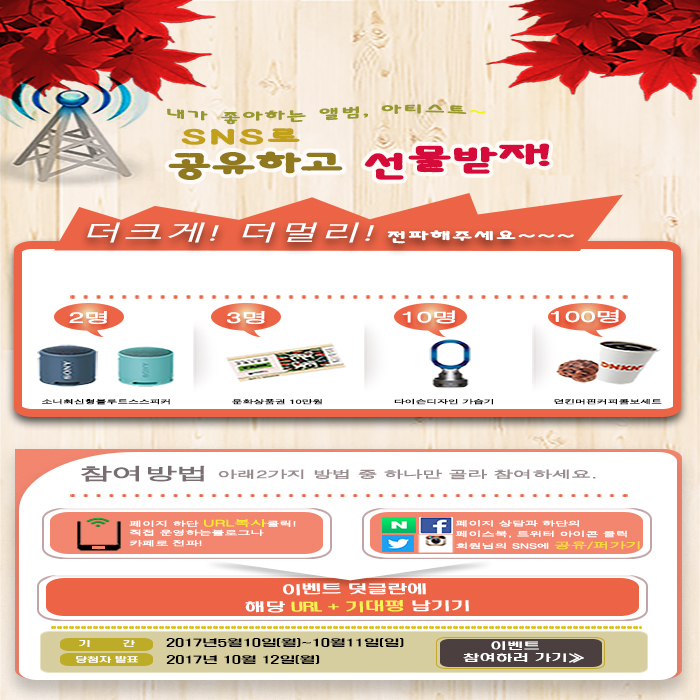 내가 좋아하는 앨범, 아티스트~
SNS로
공유하고 선물받자!
더크게! 더멀리! 전파해주세요~~~
2명
3명
10명
100명
SONY
소니최신형블루트스스피커
문화상품권 10만원
다이슨디자인 가습기
던킨머핀커피콤보세트
참여방법 아래2가지 방법 중 하나만 골라 참여하세요.
페이지 하단 URL복사클릭!
직접 운영하는블로그나
카페로 전파!
N
f
페이지 상담과 하단의
페이스북, 트위터 아이콘 클릭
회원님의 SNS에 공유/퍼가기
이벤트 덧글란에
해당 URL + 기대평 남기기
기 간 2017년5월10일(월)~10월11일(일)
당첨자 발표 2017년 10월 12일(월)
이벤트
참여하러 가기≫